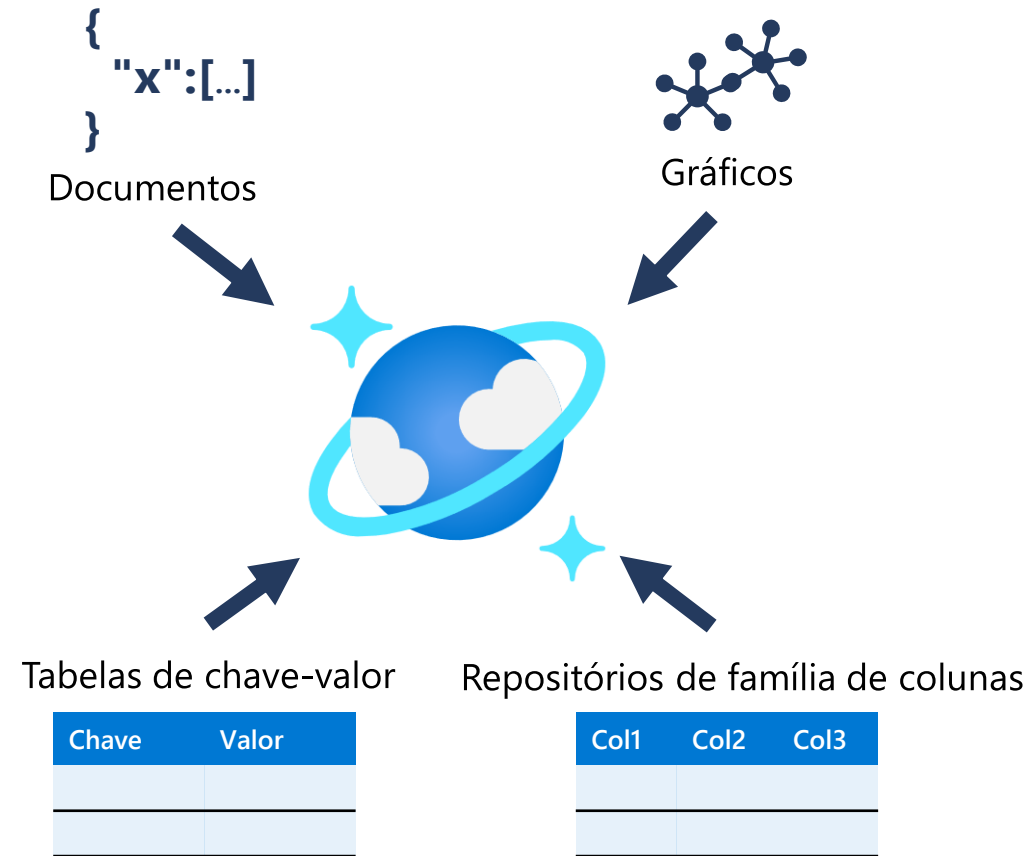 {
"x":[...]
}
Documentos
Gráficos
Tabelas de chave-valor
Chave Valor
Repositórios de família de colunas
Col1 Col2 Col3